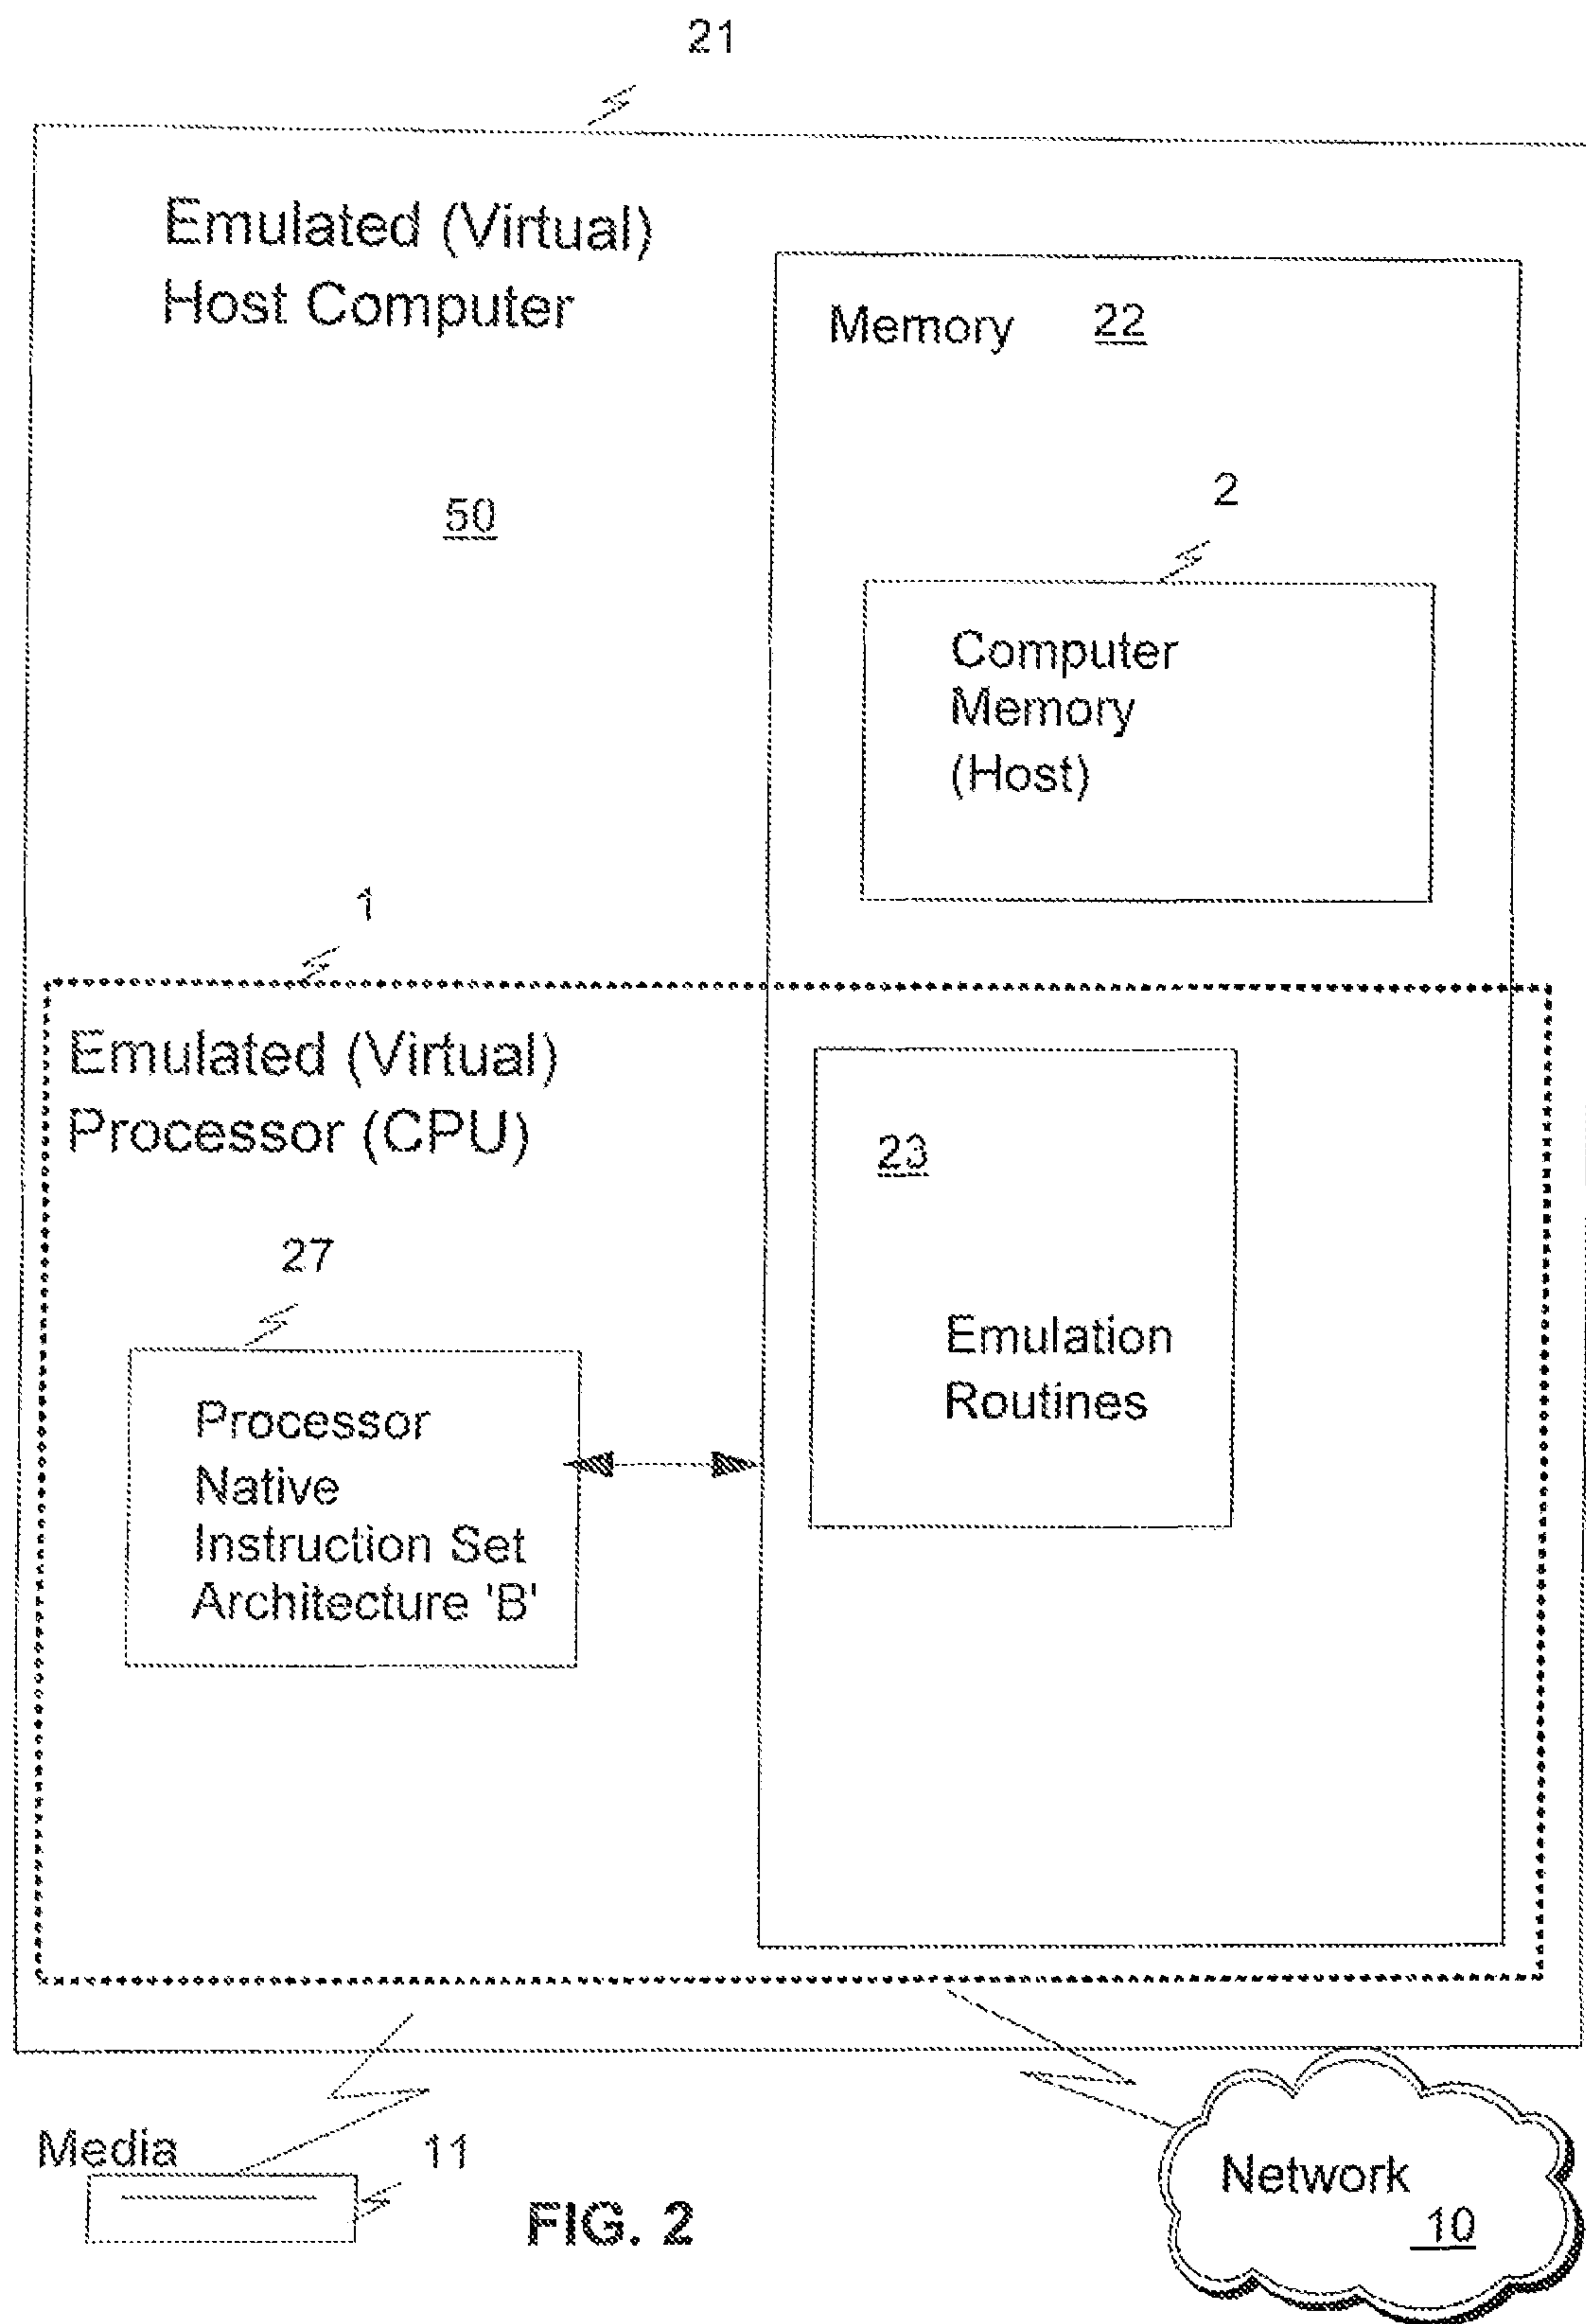 21
Emulated (Virtual)
Host Computer
Memory 22
50
2
Computer
Memory
(Host)
1
Emulated (Virtual)
Processor (CPU)
23
27
Emulation
Routines
Processor
Native
Instruction Set
Architecture 'B'
Media
11
Network
10
FIG. 2